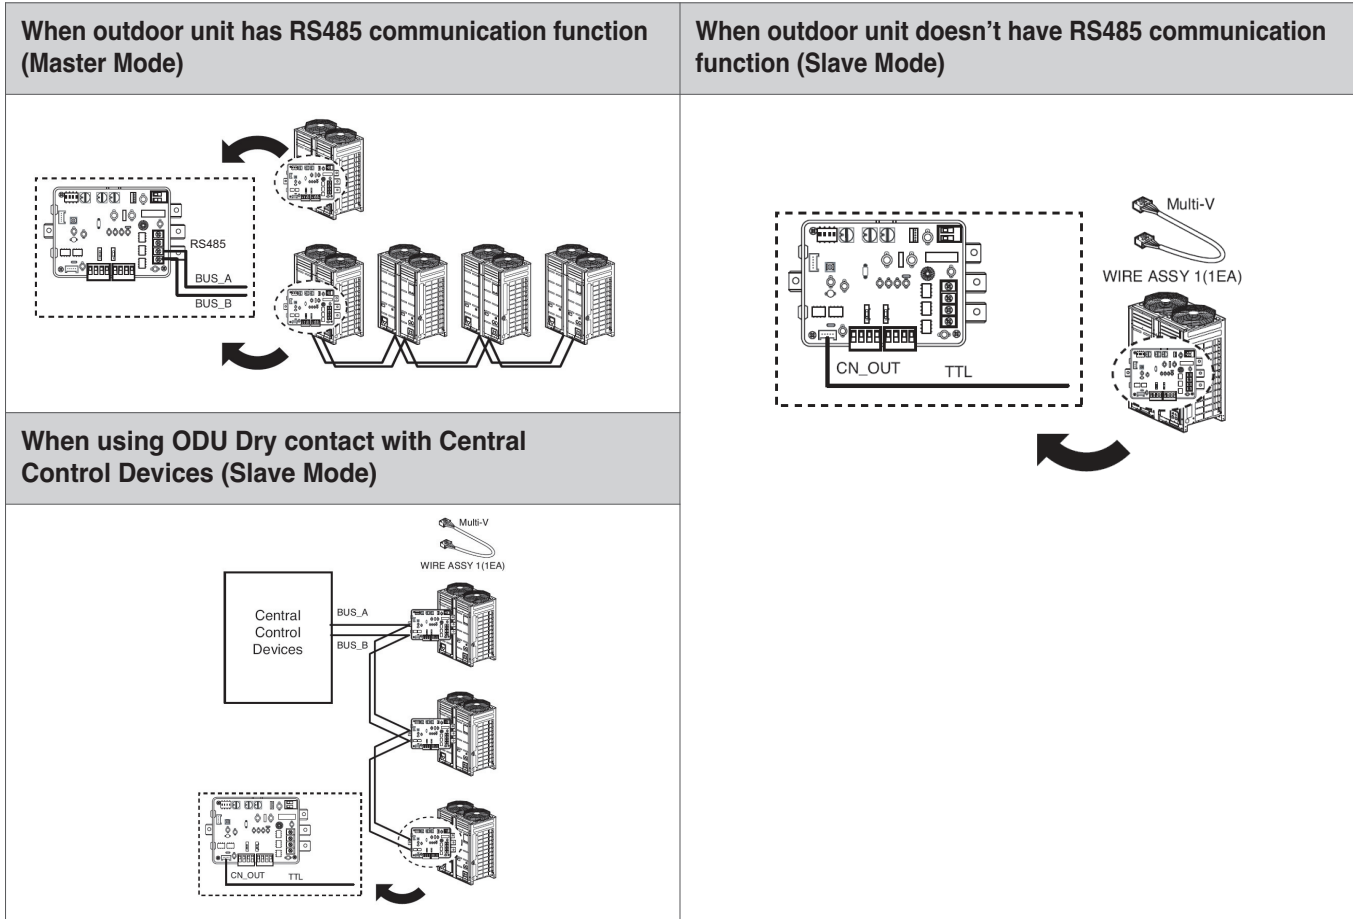 When outdoor unit has RS485 communication function
(Master Mode)
RS485
BUS_A
BUS_B
When using ODU Dry contact with Central
Control Devices (Slave Mode)
Multi-V
WIRE ASSY 1(1EA)
Central
Control
Devices
BUS_A
BUS_B
CN_OUT TTL
When outdoor unit doesn’t have RS485 communication
function (Slave Mode)
Multi-V
WIRE ASSY 1(1EA)
CN_OUT TTL